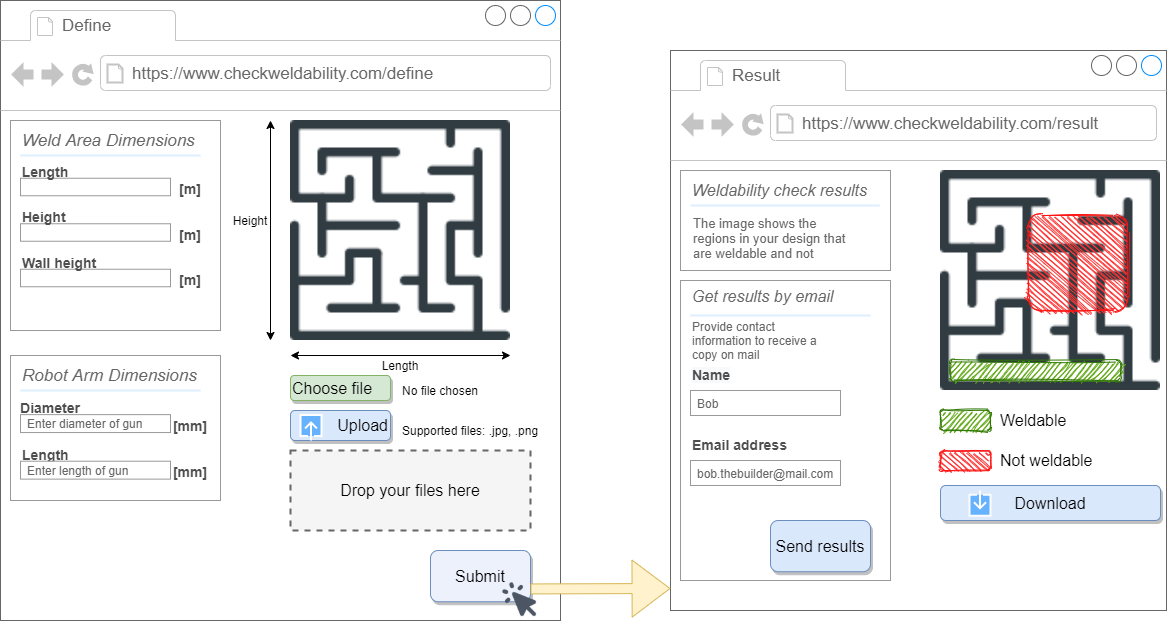 Define
https://www.checkweldability.com/define
Weld Area Dimensions
Length
[m]
Height
[m]
Wall height
[m]
Robot Arm Dimensions
Diameter
Enter diameter of gun [mm]
Length
Enter length of gun [mm]
Height
Length
Choose file No file chosen
Upload Supported files: .jpg, .png
Drop your files here
Submit
Result
https://www.checkweldability.com/result
Weldability check results
The image shows the
regions in your design that
are weldable and not
Get results by email
Provide contact
information to receive a
copy on mail
Name
Bob
Email address
bob.thebuilder@mail.com
Send results
Weldable
Not weldable
Download